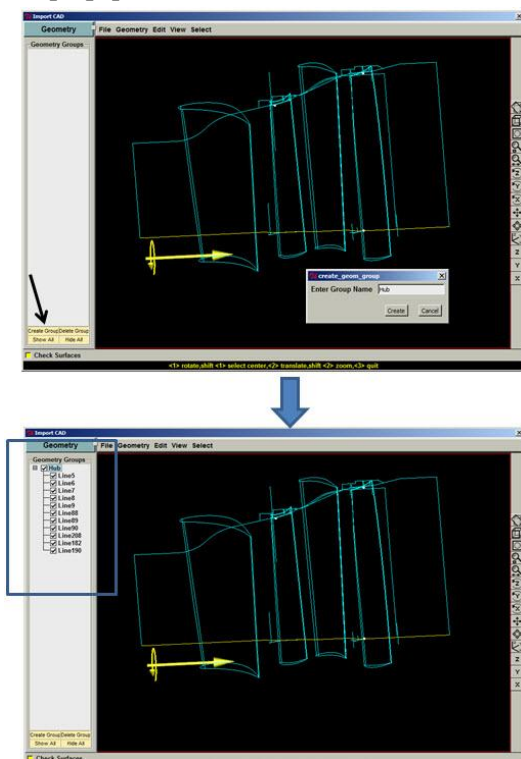 Import CAD
Geometry
File Geometry Edit View Select
Geometry Groups
create_geom_group
Enter Group Name Hub
Create Cancel
Create Group Delete Group
Show All Hide All
Check Surfaces
<1> rotate,shift <1> select center,<2> translate,shift <2> zoom,<3> quit
Z
Y
X
Import CAD
Geometry
File Geometry Edit View Select
Geometry Groups
Hub
Line5
Line6
Line7
Line8
Line9
Line88
Line89
Line90
Line208
Line182
Line190
Z
Y
X
Create Group Delete Group
Show All Hide All
Check Surfaces